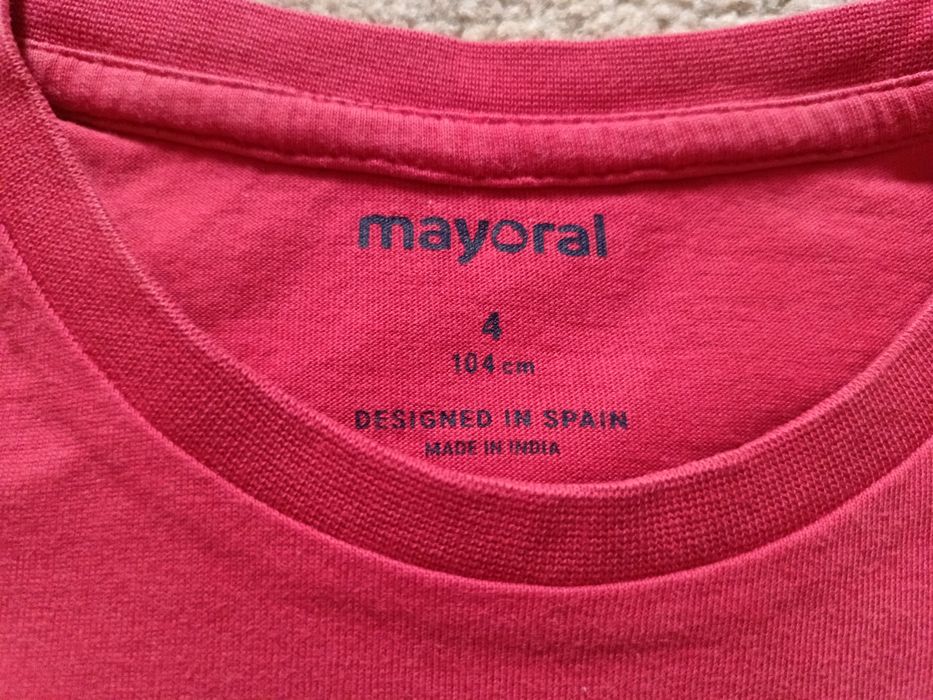 mayoral
4
104 cm
DESIGNED IN SPAIN
MADE IN INDIA